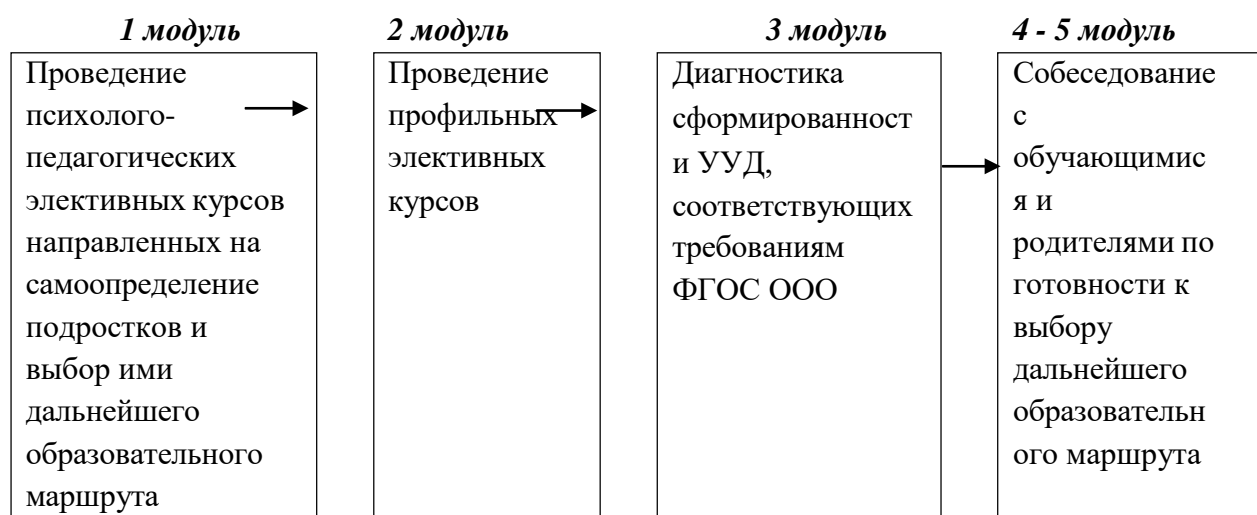 1 модуль
Проведение
психолого-
педагогических
элективных курсов
направленных на
самоопределение
подростков и
выбор ими
дальнейшего
образовательного
маршрута
2 модуль
Проведение
профильных
элективных
курсов
3 модуль
Диагностика
сформированност
и УУД,
соответствующих
требованиям
ФГОС ООО
4 - 5 модуль
Собеседование
с
обучающимис
я и
родителями по
готовности к
выбору
дальнейшего
образовательн
ого маршрута